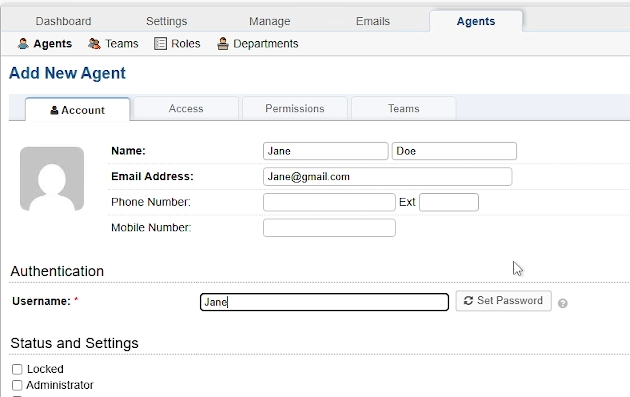 Dashboard Settings Manage Emails Agents
Agents Teams Roles Departments
Add New Agent
Account Access Permissions Teams
Name: Jane Doe
Email Address: Jane@gmail.com
Phone Number: Ext
Mobile Number:
Authentication
Username: * Jane Set Password ?
Status and Settings
Locked
Administrator